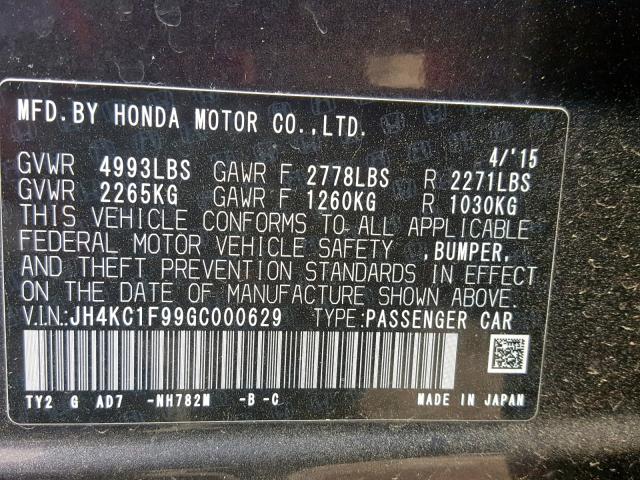 MFD.BY HONDA MOTOR CO.,LTD.
4/'15
GVWR 4993LBS GAWR F 2778LBS R 2271LBS
GVWR 2265KG GAWR F 1260KG R 1030KG
THIS VEHICLE CONFORMS TO ALL APPLICABLE
FEDERAL MOTOR VEHICLE SAFETY ,BUMPER,
AND THEFT PREVENTION STANDARDS IN EFFECT
ON THE DATE OF MANUFACTURE SHOWN ABOVE.
V.I.N.:JH4KC1F99GC000629 TYPE:PASSENGER CAR
TY2 G AD7 -NH782M -B -C MADE IN JAPAN